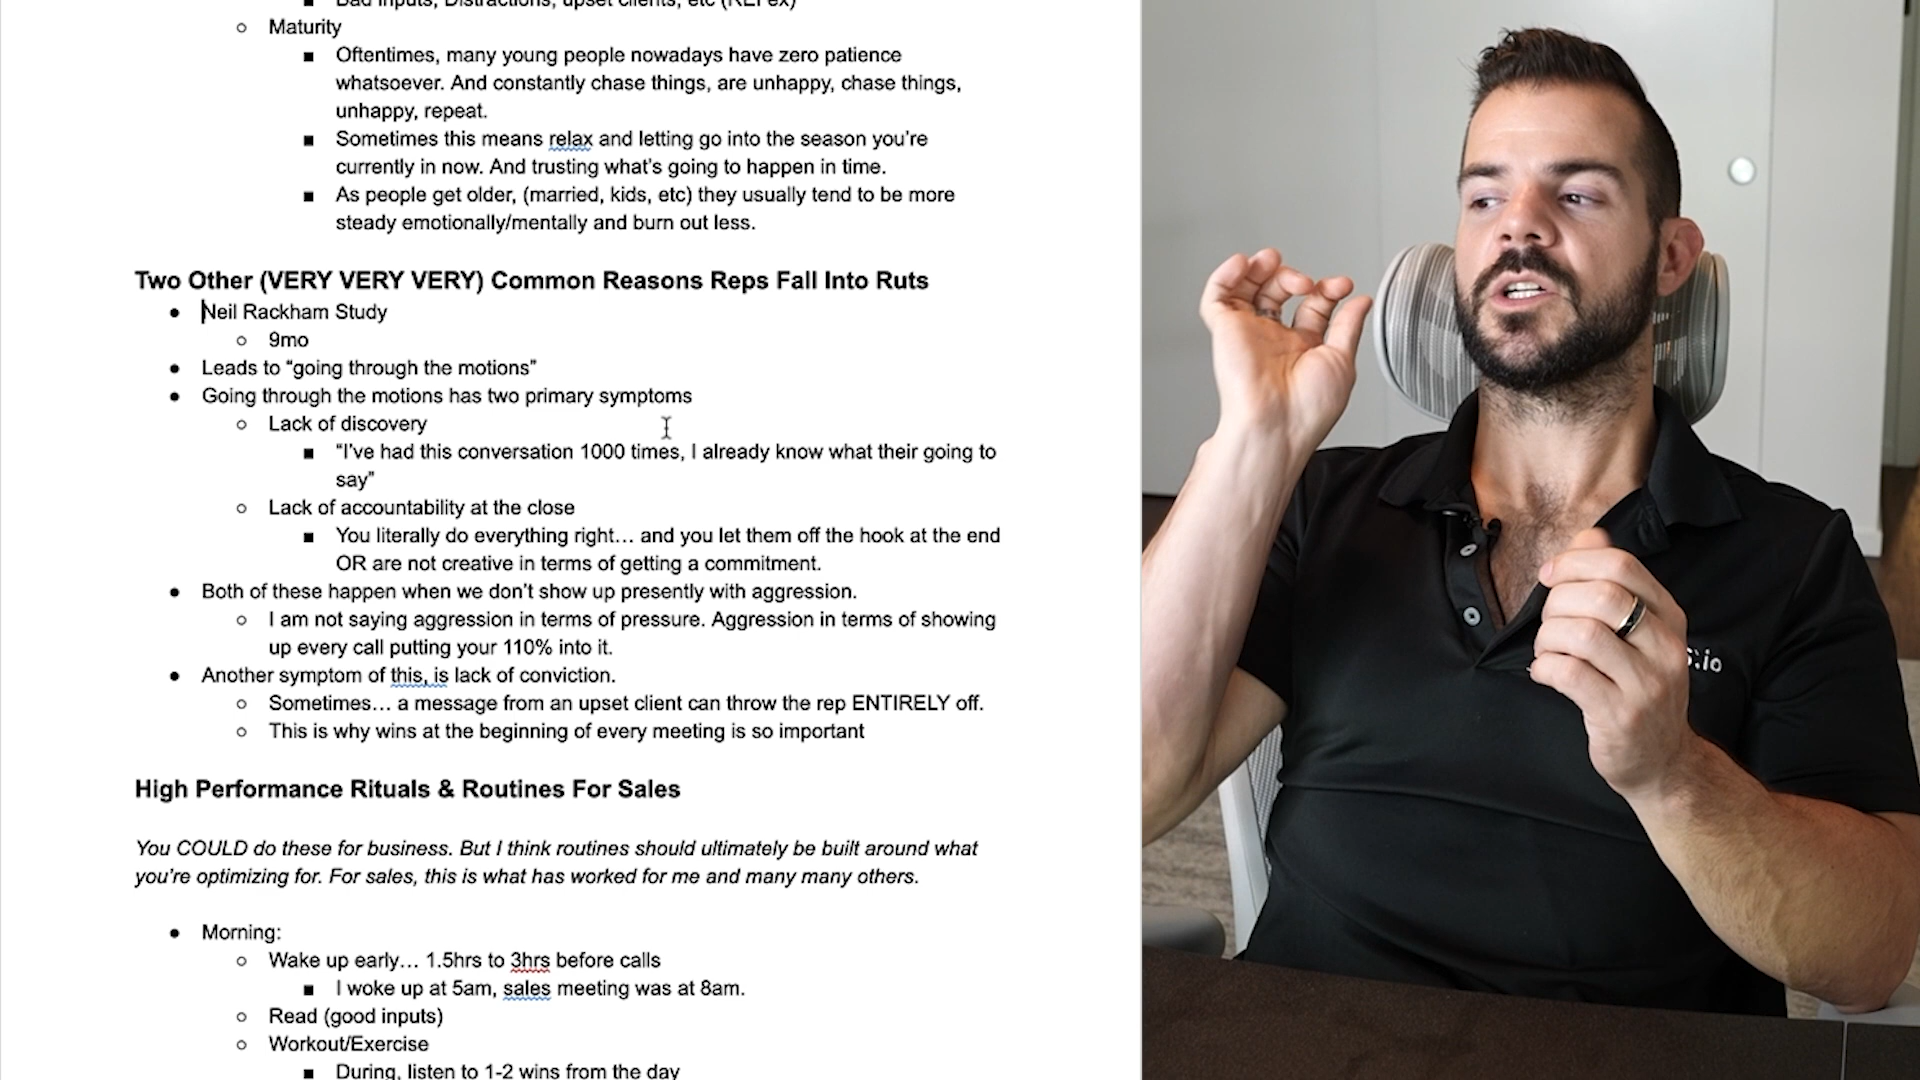 Bad inputs, Distractions, upset clients, etc (REPex)
Maturity
Oftentimes, many young people nowadays have zero patience
whatsoever. And constantly chase things, are unhappy, chase things,
unhappy, repeat.
Sometimes this means relax and letting go into the season you're
currently in now. And trusting what's going to happen in time.
As people get older, (married, kids, etc) they usually tend to be more
steady emotionally/mentally and burn out less.
Two Other (VERY VERY VERY) Common Reasons Reps Fall Into Ruts
Neil Rackham Study
9mo
Leads to “going through the motions”
Going through the motions has two primary symptoms
Lack of discovery
“I've had this conversation 1000 times, I already know what their going to
say”
Lack of accountability at the close
You literally do everything right… and you let them off the hook at the end
OR are not creative in terms of getting a commitment.
Both of these happen when we don't show up presently with aggression.
I am not saying aggression in terms of pressure. Aggression in terms of showing
up every call putting your 110% into it.
Another symptom of this, is lack of conviction.
Sometimes… a message from an upset client can throw the rep ENTIRELY off.
This is why wins at the beginning of every meeting is so important
High Performance Rituals & Routines For Sales
You COULD do these for business. But I think routines should ultimately be built around what
you're optimizing for. For sales, this is what has worked for me and many many others.
Morning:
Wake up early… 1.5hrs to 3hrs before calls
I woke up at 5am, sales meeting was at 8am.
Read (good inputs)
Workout/Exercise
During, listen to 1-2 wins from the day